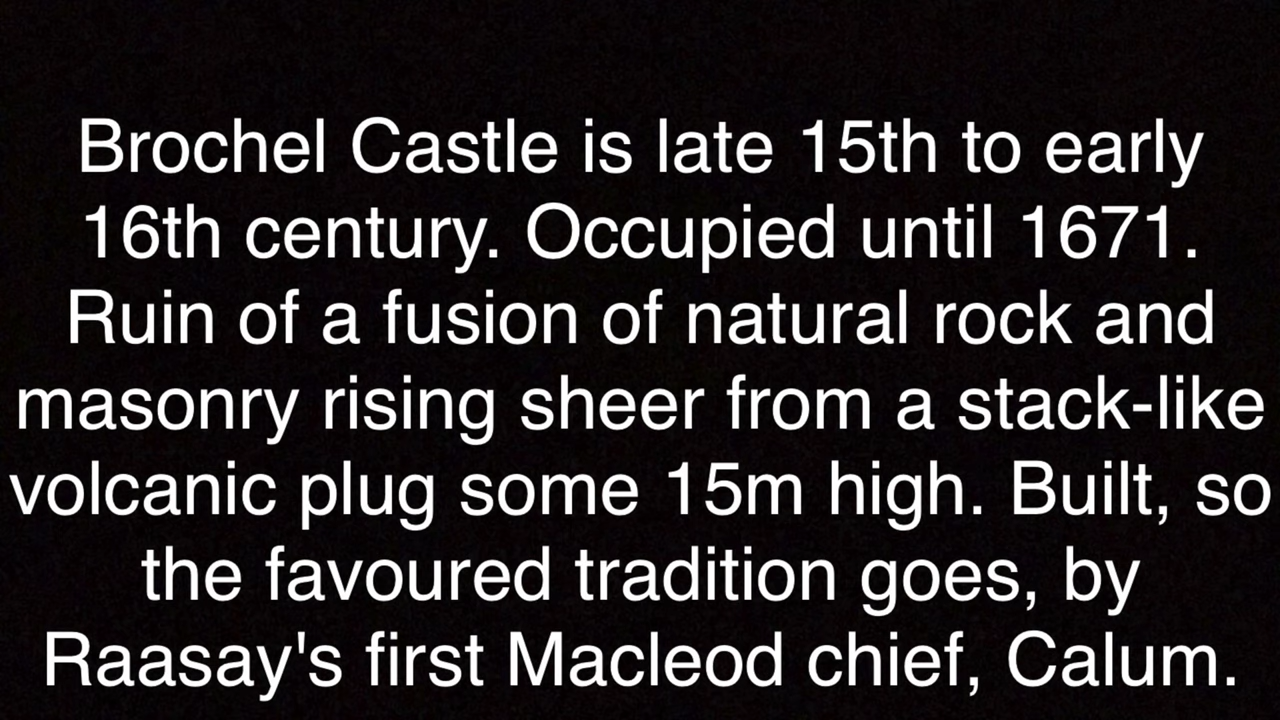 Brochel Castle is late 15th to early
16th century. Occupied until 1671.
Ruin of a fusion of natural rock and
masonry rising sheer from a stack-like
volcanic plug some 15m high. Built, so
the favoured tradition goes, by
Raasay's first Macleod chief, Calum.